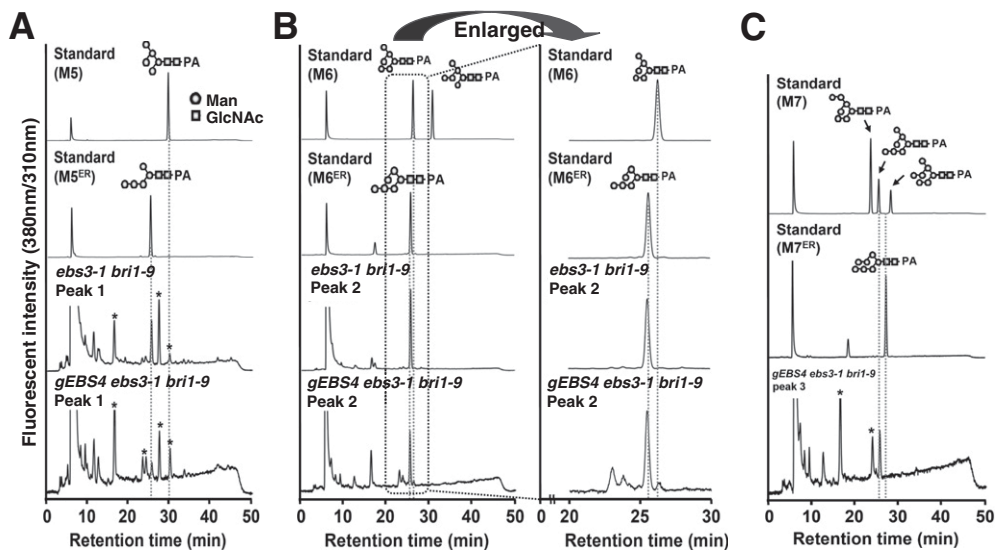 A
B
C
Enlarged
Fluorescent intensity (380nm/310nm)
Standard
(M5)
PA
Man
GlcNAc
Standard
(M5ER)
PA
ebs3-1 bri1-9
Peak 1
*
*
*
gEBS4 ebs3-1 bri1-9
Peak 1
*
* *
*
*
0 10 20 30 40 50
Retention time (min)
Standard
(M6)
PA
PA
Standard
(M6ER)
PA
ebs3-1 bri1-9
Peak 2
gEBS4 ebs3-1 bri1-9
Peak 2
0 10 20 30 40 50
Retention time (min)
Standard
(M6)
PA
Standard
(M6ER)
PA
ebs3-1 bri1-9
Peak 2
gEBS4 ebs3-1 bri1-9
Peak 2
0 20 30 30
Retention time (min)
Standard
(M7)
PA
PA
PA
Standard
(M7ER)
PA
gEBS4 ebs3-1 bri1-9
peak 3
*
*
0 10 20 30 40 50
Retention time (min)